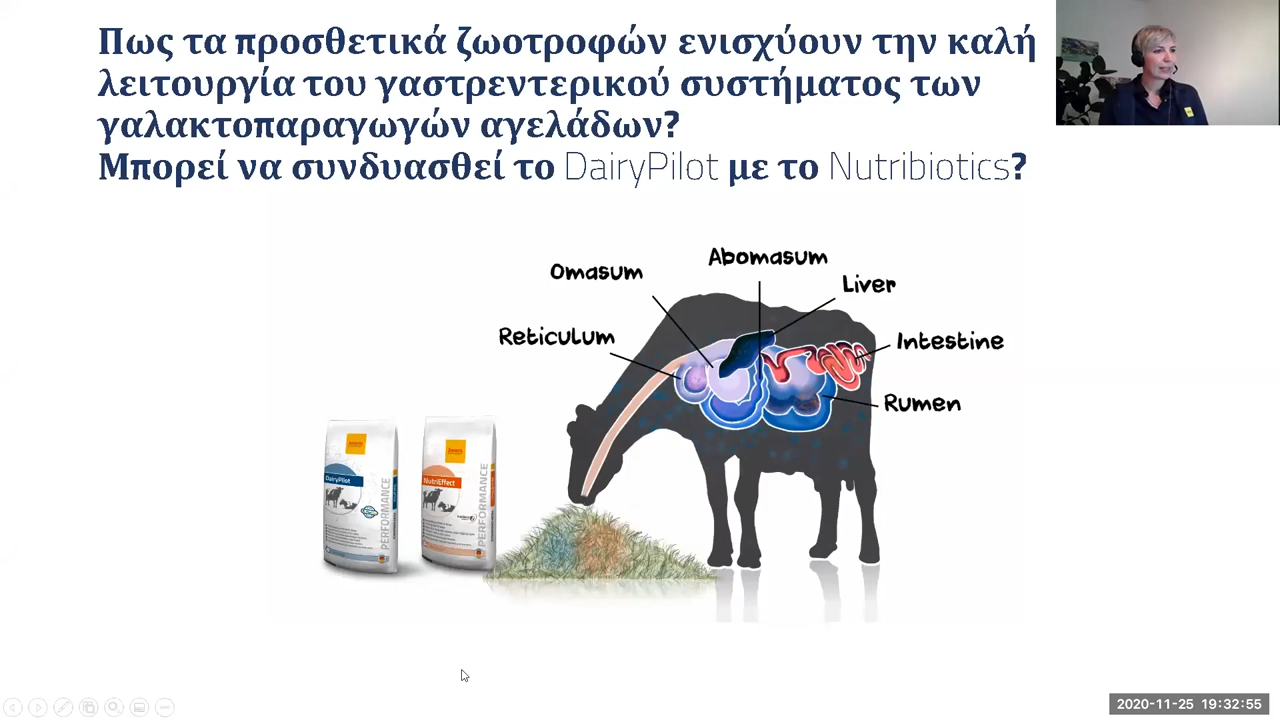 Πως τα προσθετικά ζωοτροφών ενισχύουν την καλή
λειτουργία του γαστρεντερικού συστήματος των
γαλακτοπαραγωγών αγελάδων?
Μπορεί να συνδυασθεί το DairyPilot με το Nutribiotics?
Abomasum
Omasum
Liver
Reticulum
Intestine
Rumen
DairyPilot
PERFORMANCE
NutriEffect
PERFORMANCE
2020-11-25 19:32:55